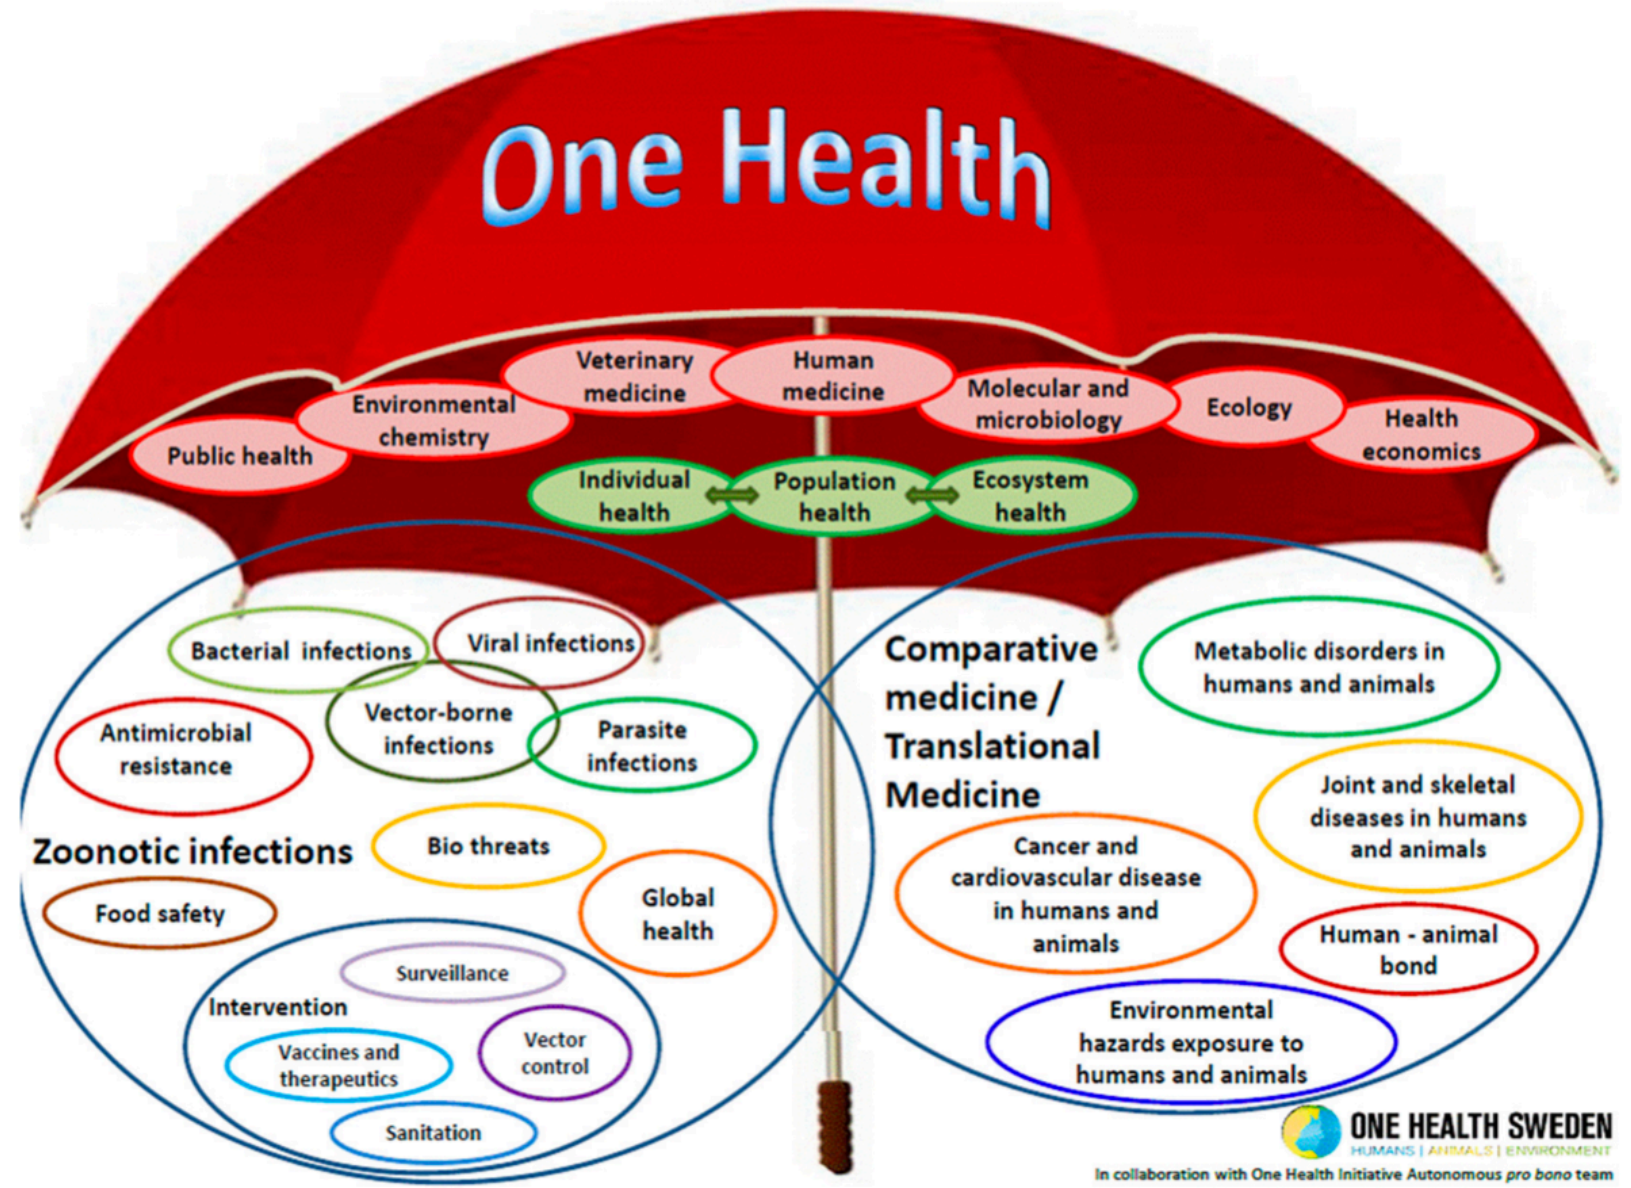 One Health
Veterinary
medicine
Human
medicine
Molecular and
microbiology
Environmental
chemistry
Ecology
Health
economics
Public health
Individual
health
Population
health
Ecosystem
health
Bacterial infections
Viral infections
Vector-borne
infections
Parasite
infections
Antimicrobial
resistance
Zoonotic infections
Bio threats
Food safety
Global
health
Surveillance
Intervention
Vaccines and
therapeutics
Vector
control
Sanitation
Comparative
medicine /
Translational
Medicine
Metabolic disorders in
humans and animals
Joint and skeletal
diseases in humans
and animals
Cancer and
cardiovascular disease
in humans and
animals
Human - animal
bond
Environmental
hazards exposure to
humans and animals
ONE HEALTH SWEDEN
HUMANS | ANIMALS | ENVIRONMENT
In collaboration with One Health Initiative Autonomous pro bono team